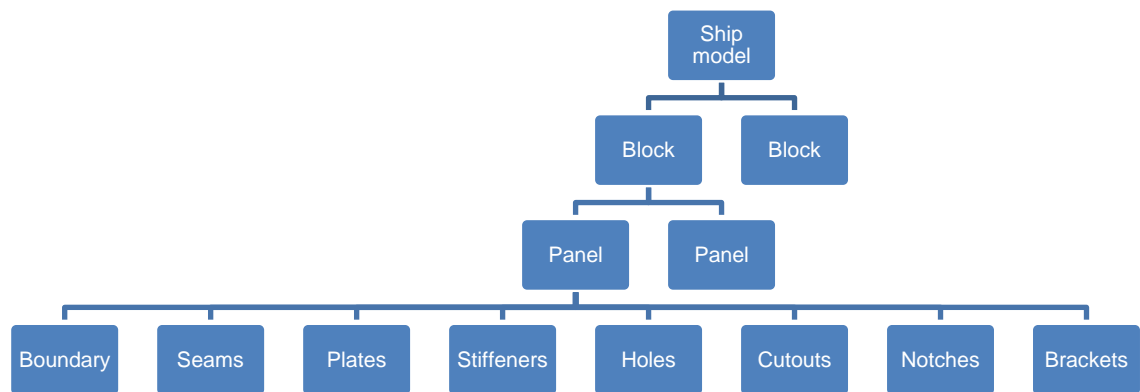 Ship
model
Block
Block
Panel
Panel
Boundary
Seams
Plates
Stiffeners
Holes
Cutouts
Notches
Brackets